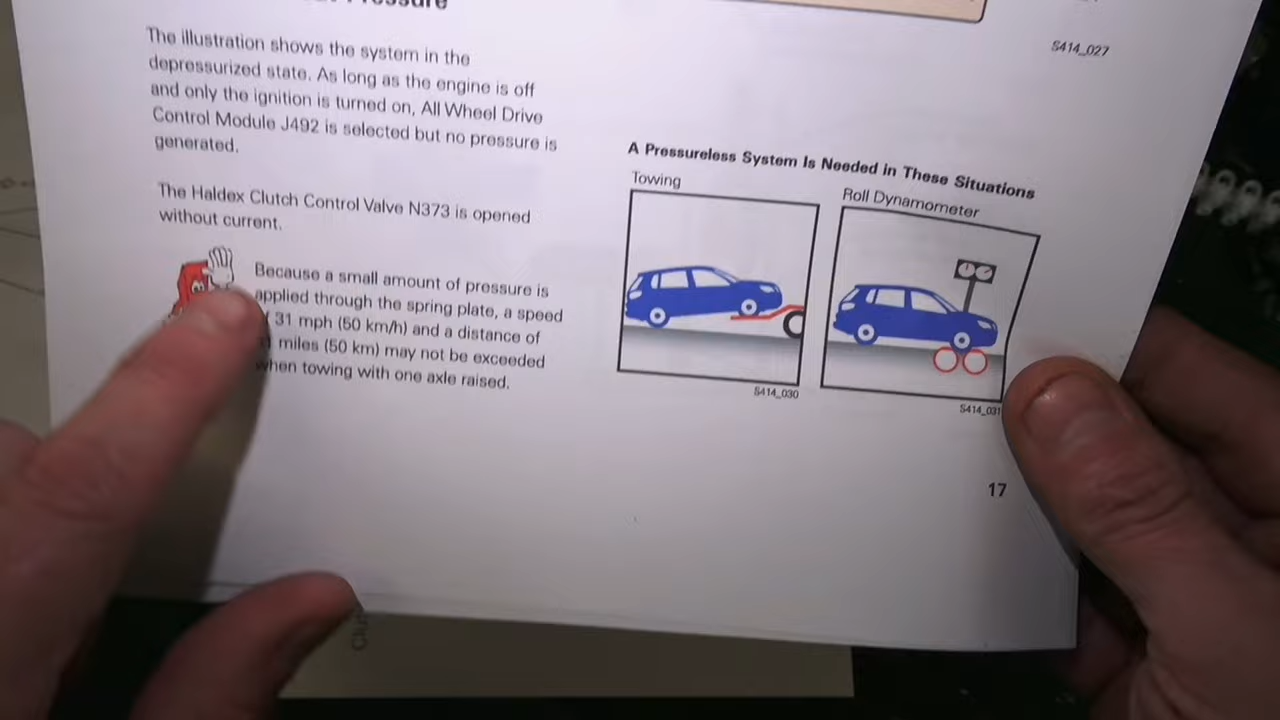 The illustration shows the system in the
depressurized state. As long as the engine is off
and only the ignition is turned on, All Wheel Drive
Control Module J492 is selected but no pressure is
generated.
The Haldex Clutch Control Valve N373 is opened
without current.
Because a small amount of pressure is
applied through the spring plate, a speed
31 mph (50 km/h) and a distance of
miles (50 km) may not be exceeded
when towing with one axle raised.
S414_027
A Pressureless System Is Needed in These Situations
Towing
S414_030
Roll Dynamometer
S414_031
17